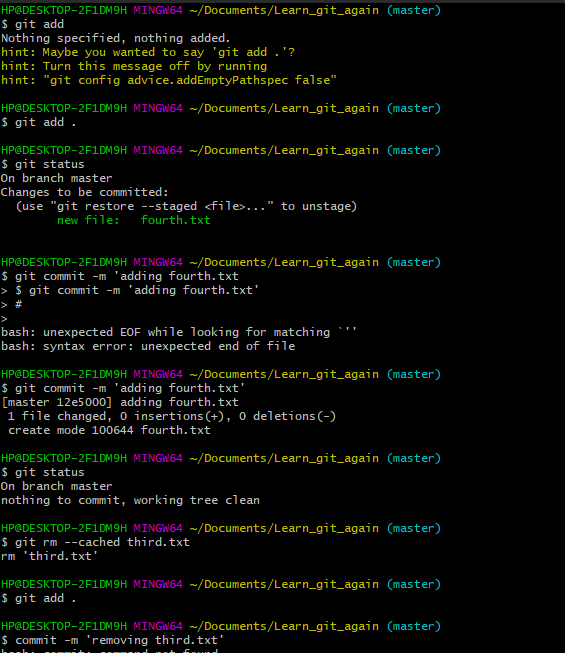 HP@DESKTOP-2F1DM9H MINGW64 ~/Documents/Learn_git_again (master)
$ git add
Nothing specified, nothing added.
hint: Maybe you wanted to say 'git add .'?
hint: Turn this message off by running
hint: "git config advice.addEmptyPathspec false"
HP@DESKTOP-2F1DM9H MINGW64 ~/Documents/Learn_git_again (master)
$ git add .
HP@DESKTOP-2F1DM9H MINGW64 ~/Documents/Learn_git_again (master)
$ git status
On branch master
Changes to be committed:
  (use "git restore --staged <file>..." to unstage)
        new file:   fourth.txt
HP@DESKTOP-2F1DM9H MINGW64 ~/Documents/Learn_git_again (master)
$ git commit -m 'adding fourth.txt
> $ git commit -m 'adding fourth.txt'
> #
>
bash: unexpected EOF while looking for matching `''
bash: syntax error: unexpected end of file
HP@DESKTOP-2F1DM9H MINGW64 ~/Documents/Learn_git_again (master)
$ git commit -m 'adding fourth.txt'
[master 12e5000] adding fourth.txt
 1 file changed, 0 insertions(+), 0 deletions(-)
 create mode 100644 fourth.txt
HP@DESKTOP-2F1DM9H MINGW64 ~/Documents/Learn_git_again (master)
$ git status
On branch master
nothing to commit, working tree clean
HP@DESKTOP-2F1DM9H MINGW64 ~/Documents/Learn_git_again (master)
$ git rm --cached third.txt
rm 'third.txt'
HP@DESKTOP-2F1DM9H MINGW64 ~/Documents/Learn_git_again (master)
$ git add .
HP@DESKTOP-2F1DM9H MINGW64 ~/Documents/Learn_git_again (master)
$ commit -m 'removing third.txt'
bash: commit: command not found